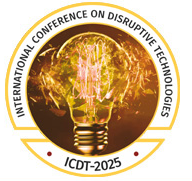 INTERNATIONAL CONFERENCE ON DISRUPTIVE TECHNOLOGIES
ICDT-2025